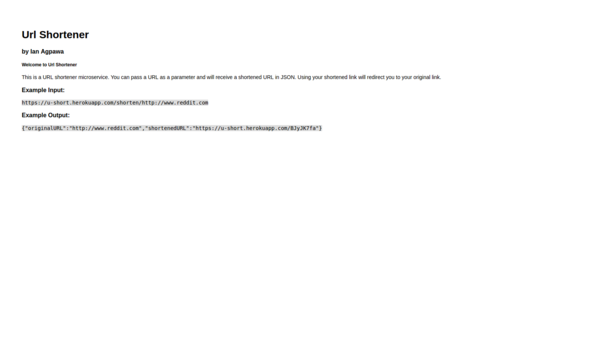 Url Shortener
by Ian Agpawa
Welcome to Url Shortener
This is a URL shortener microservice. You can pass a URL as a parameter and will receive a shortened URL in JSON. Using your shortened link will redirect you to your original link.
Example Input:
https://u-short.herokuapp.com/shorten/http://www.reddit.com
Example Output:
{"originalURL":"http://www.reddit.com","shortenedURL":"https://u-short.herokuapp.com/BJyJK7fa"}